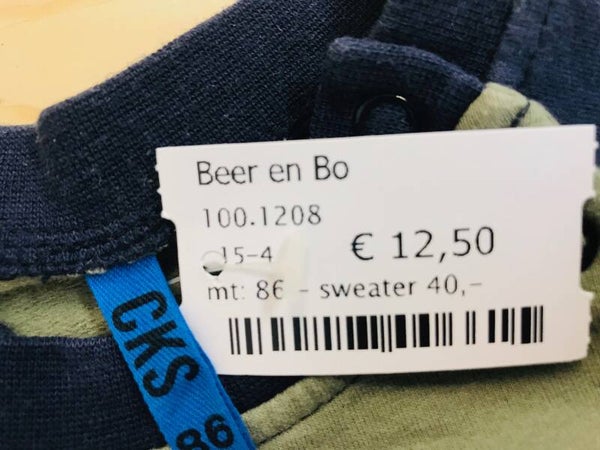 Beer en Bo
100.1208
15-4
€ 12,50
mt: 86 - sweater 40,-
CKS
86